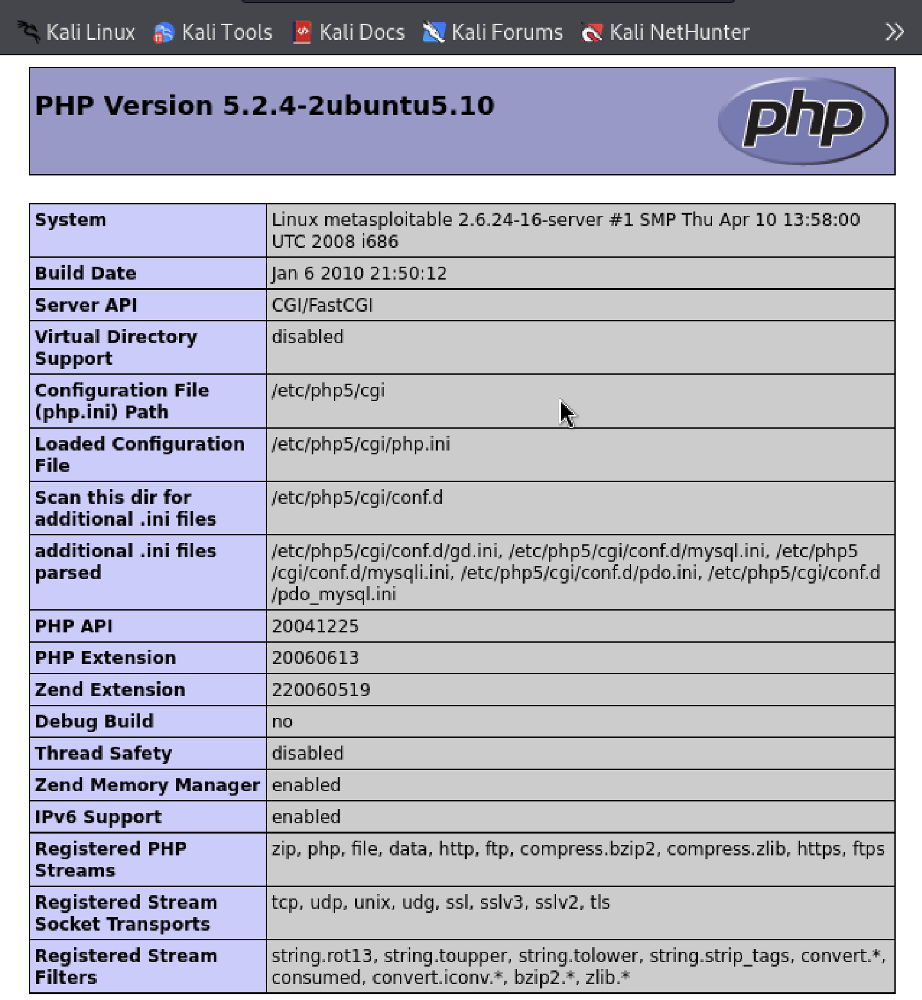 Kali Linux Kali Tools Kali Docs Kali Forums Kali NetHunter
PHP Version 5.2.4-2ubuntu5.10
php
System
Linux metasploitable 2.6.24-16-server #1 SMP Thu Apr 10 13:58:00
UTC 2008 i686
Build Date
Jan 6 2010 21:50:12
Server API
CGI/FastCGI
Virtual Directory
Support
disabled
Configuration File
(php.ini) Path
/etc/php5/cgi
Loaded Configuration
File
/etc/php5/cgi/php.ini
Scan this dir for
additional .ini files
/etc/php5/cgi/conf.d
additional .ini files
parsed
/etc/php5/cgi/conf.d/gd.ini, /etc/php5/cgi/conf.d/mysql.ini, /etc/php5
/cgi/conf.d/mysqli.ini, /etc/php5/cgi/conf.d/pdo.ini, /etc/php5/cgi/conf.d
/pdo_mysql.ini
PHP API
20041225
PHP Extension
20060613
Zend Extension
220060519
Debug Build
no
Thread Safety
disabled
Zend Memory Manager
enabled
IPv6 Support
enabled
Registered PHP
Streams
zip, php, file, data, http, ftp, compress.bzip2, compress.zlib, https, ftps
Registered Stream
Socket Transports
tcp, udp, unix, udg, ssl, sslv3, sslv2, tls
Registered Stream
Filters
string.rot13, string.toupper, string.tolower, string.strip_tags, convert.*,
consumed, convert.iconv.*, bzip2.*, zlib.*